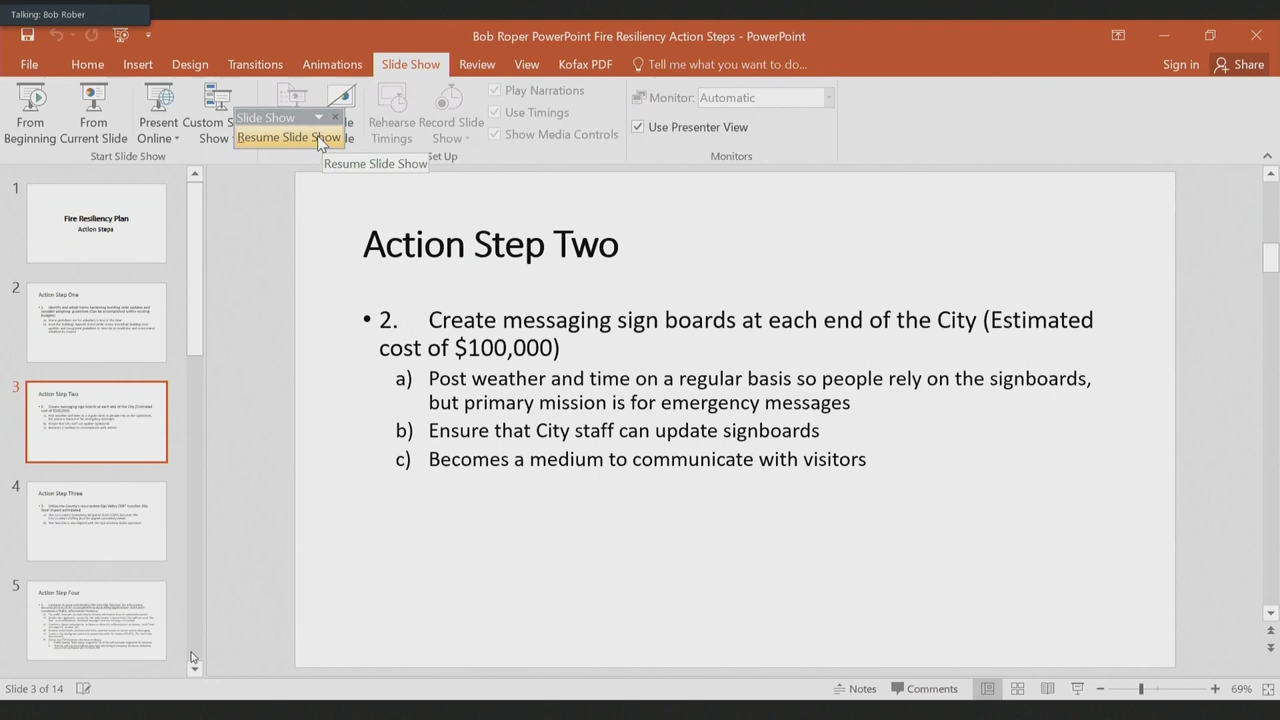 Talking: Bob Rober
Bob Roper PowerPoint Fire Resiliency Action Steps - PowerPoint
File Home Insert Design Transitions Animations Slide Show Review View Kofax PDF Tell me what you want to do... Sign in Share
From Beginning
From Current Slide
Present Online
Custom Show
Start Slide Show
Slide Show
Resume Slide Show
Resume Slide Show
Rehearse Timings
Record Slide Show
Play Narrations
Use Timings
Show Media Controls
Set Up
Monitor: Automatic
Use Presenter View
Monitors
1
Fire Resiliency Plan
Action Steps
2
Action Step One
3
Action Step Two
4
Action Step Three
5
Action Step Four
Action Step Two
• 2. Create messaging sign boards at each end of the City (Estimated
cost of $100,000)
a) Post weather and time on a regular basis so people rely on the signboards,
but primary mission is for emergency messages
b) Ensure that City staff can update signboards
c) Becomes a medium to communicate with visitors
Slide 3 of 14
Notes Comments 69%